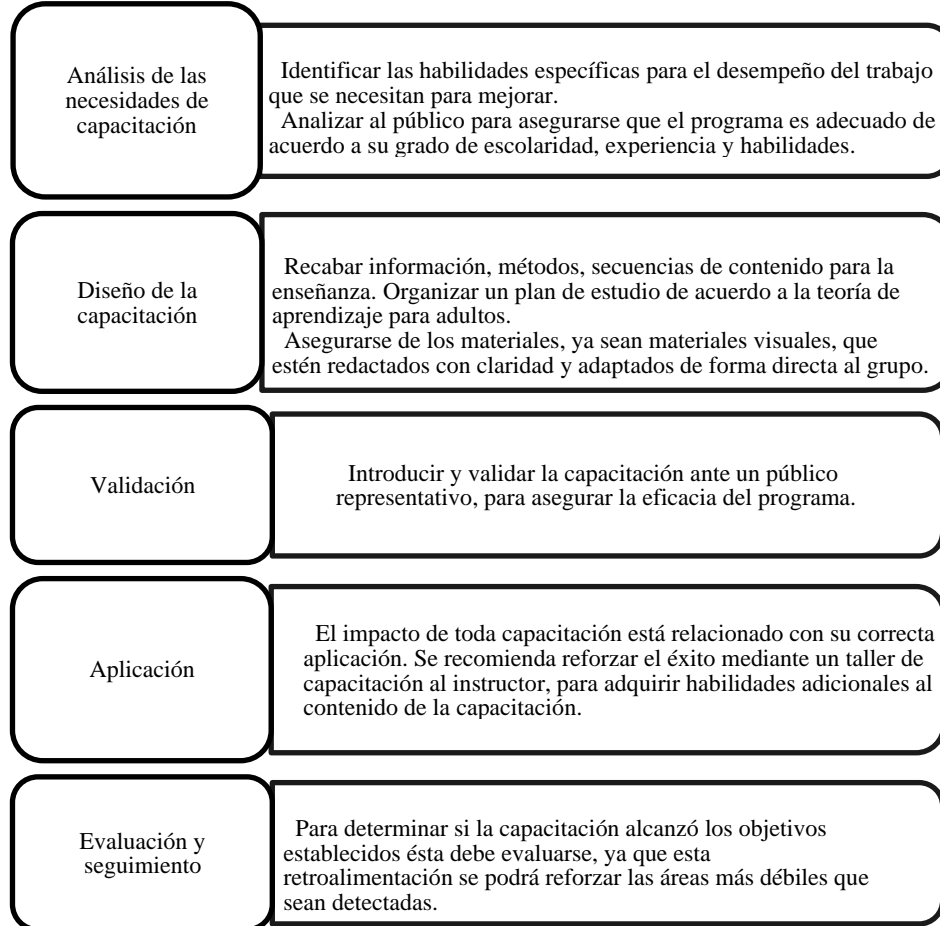 Análisis de las
necesidades de
capacitación
Identificar las habilidades específicas para el desempeño del trabajo
que se necesitan para mejorar.
Analizar al público para asegurarse que el programa es adecuado de
acuerdo a su grado de escolaridad, experiencia y habilidades.
Diseño de la
capacitación
Recabar información, métodos, secuencias de contenido para la
enseñanza. Organizar un plan de estudio de acuerdo a la teoría de
aprendizaje para adultos.
Asegurarse de los materiales, ya sean materiales visuales, que
estén redactados con claridad y adaptados de forma directa al grupo.
Validación
Introducir y validar la capacitación ante un público
representativo, para asegurar la eficacia del programa.
Aplicación
El impacto de toda capacitación está relacionado con su correcta
aplicación. Se recomienda reforzar el éxito mediante un taller de
capacitación al instructor, para adquirir habilidades adicionales al
contenido de la capacitación.
Evaluación y
seguimiento
Para determinar si la capacitación alcanzó los objetivos
establecidos ésta debe evaluarse, ya que esta
retroalimentación se podrá reforzar las áreas más débiles que
sean detectadas.